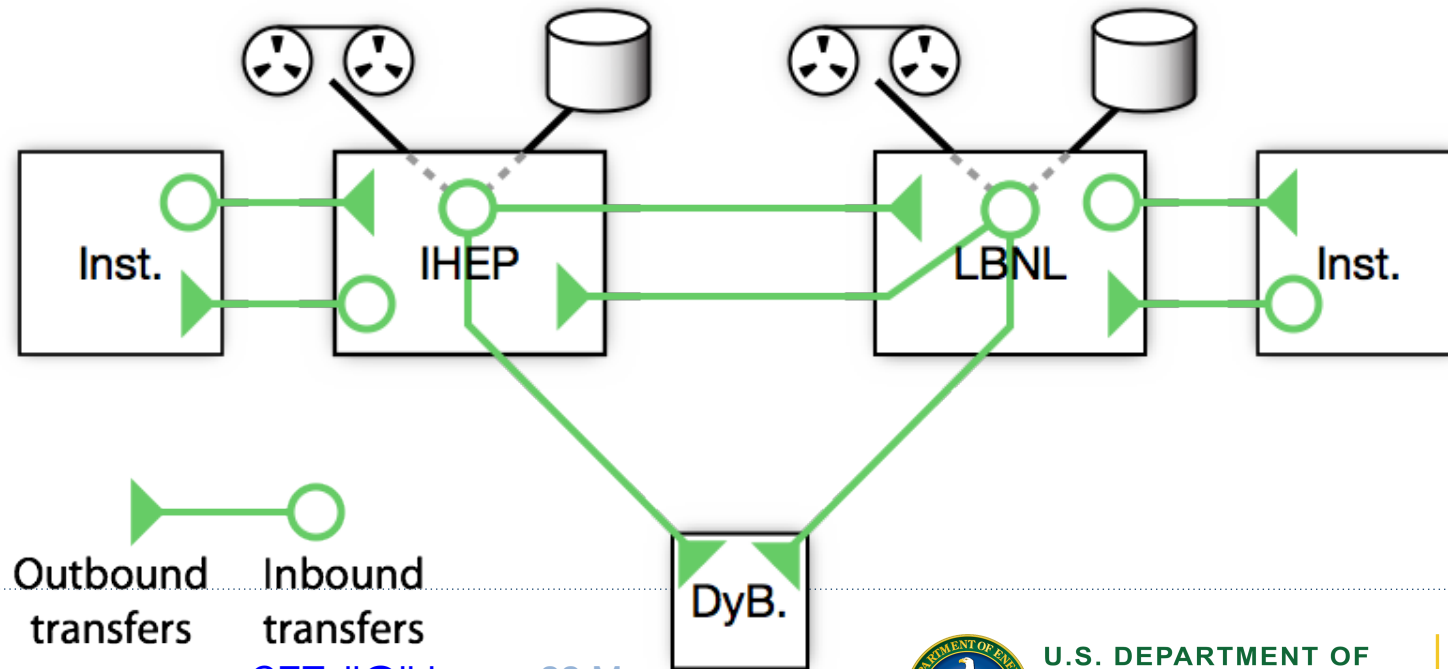 Inst.
IHEP
LBNL
Inst.
Outbound
transfers
Inbound
transfers
DyB.
U.S. DEPARTMENT OF